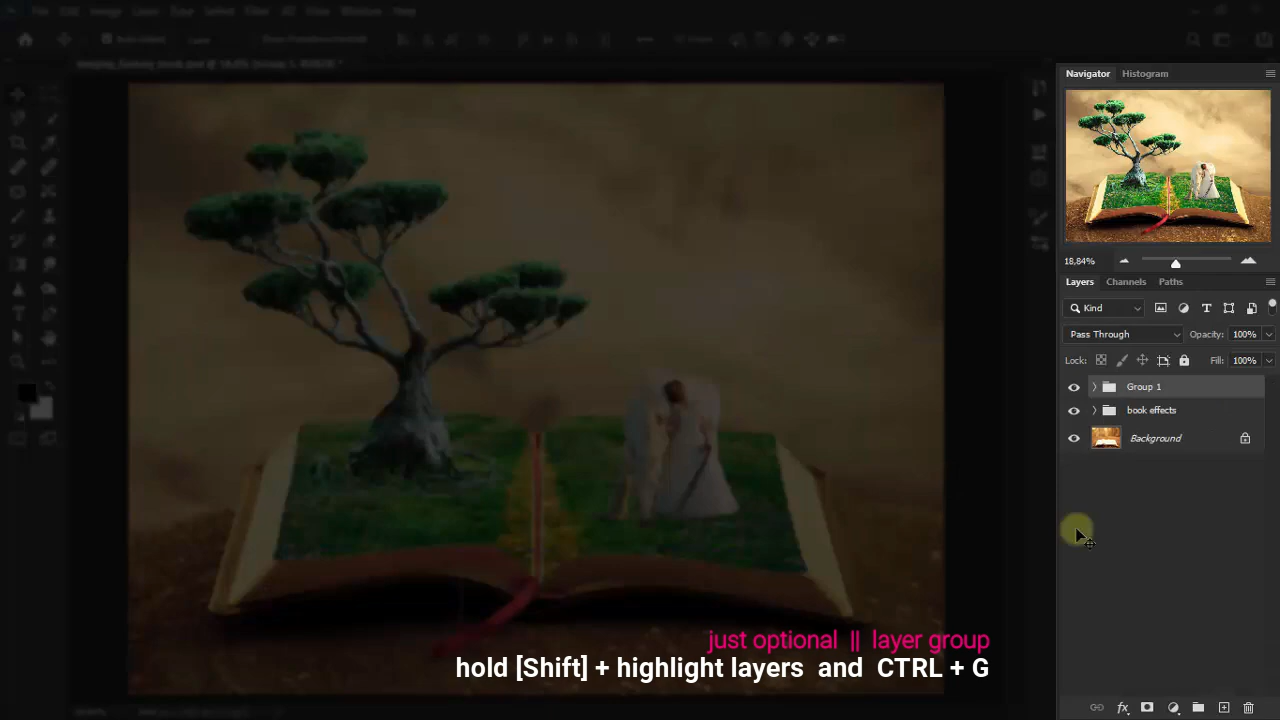 Navigator Histogram
18,84%
Layers Channels Paths
Kind
Pass Through Opacity: 100%
Lock: Fill: 100%
Group 1
book effects
Background
just optional || layer group
hold [Shift] + highlight layers and CTRL + G